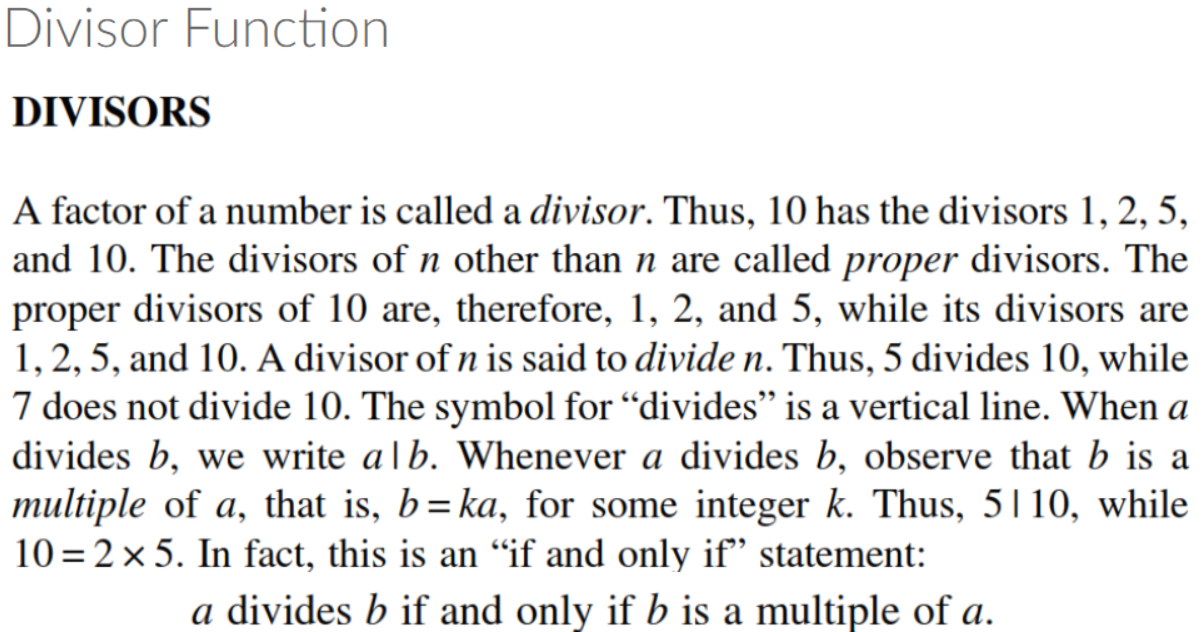 Divisor Function
DIVISORS
A factor of a number is called a divisor. Thus, 10 has the divisors 1, 2, 5,
and 10. The divisors of n other than n are called proper divisors. The
proper divisors of 10 are, therefore, 1, 2, and 5, while its divisors are
1, 2, 5, and 10. A divisor of n is said to divide n. Thus, 5 divides 10, while
7 does not divide 10. The symbol for “divides” is a vertical line. When a
divides b, we write a | b. Whenever a divides b, observe that b is a
multiple of a, that is, b = ka, for some integer k. Thus, 5 | 10, while
10 = 2 × 5. In fact, this is an “if and only if” statement:
a divides b if and only if b is a multiple of a.